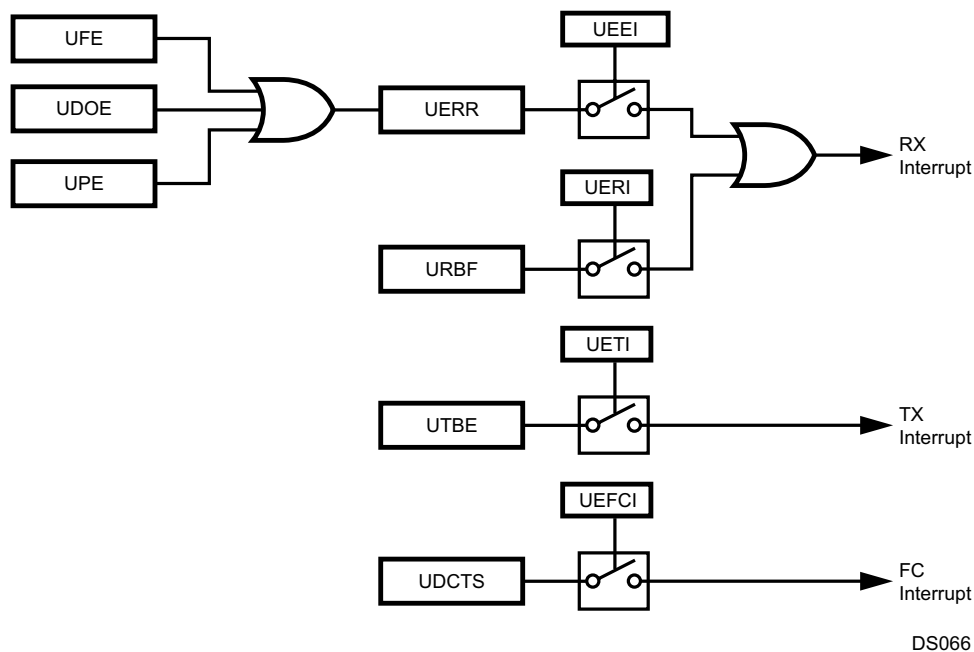 UFE
UEEI
UDOE
UERR
UPE
RX
Interrupt
UERI
URBF
UETI
UTBE
TX
Interrupt
UEFCI
UDCTS
FC
Interrupt
DS066